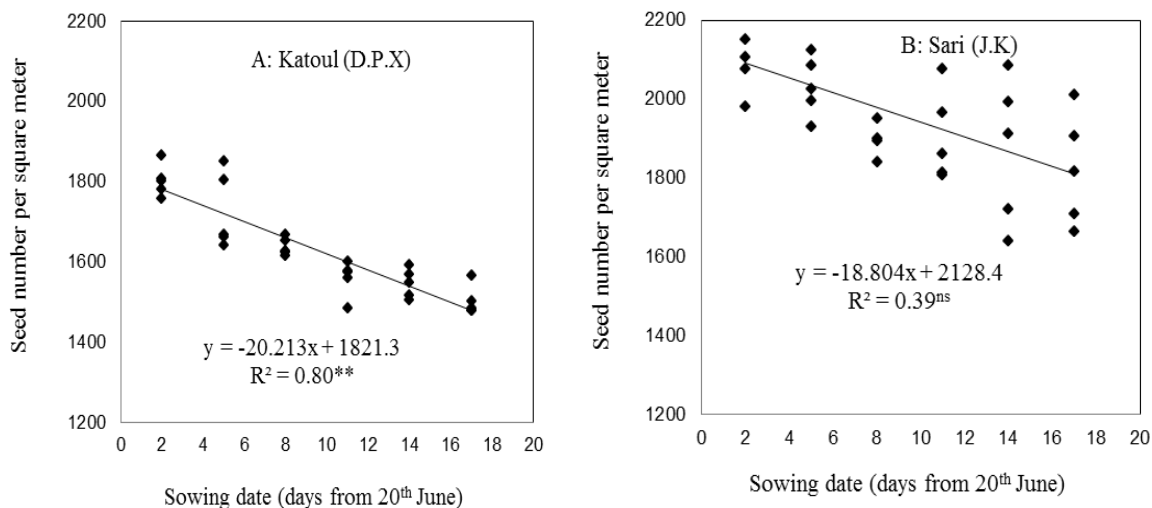 A: Katoul (D.P.X)
Seed number per square meter
2200
2000
1800
1600
1400
1200
y = -20.213x + 1821.3
R² = 0.80**
0 2 4 6 8 10 12 14 16 18 20
Sowing date (days from 20th June)
B: Sari (J.K)
Seed number per square meter
2200
2000
1800
1600
1400
1200
y = -18.804x + 2128.4
R² = 0.39ns
0 2 4 6 8 10 12 14 16 18 20
Sowing date (days from 20th June)